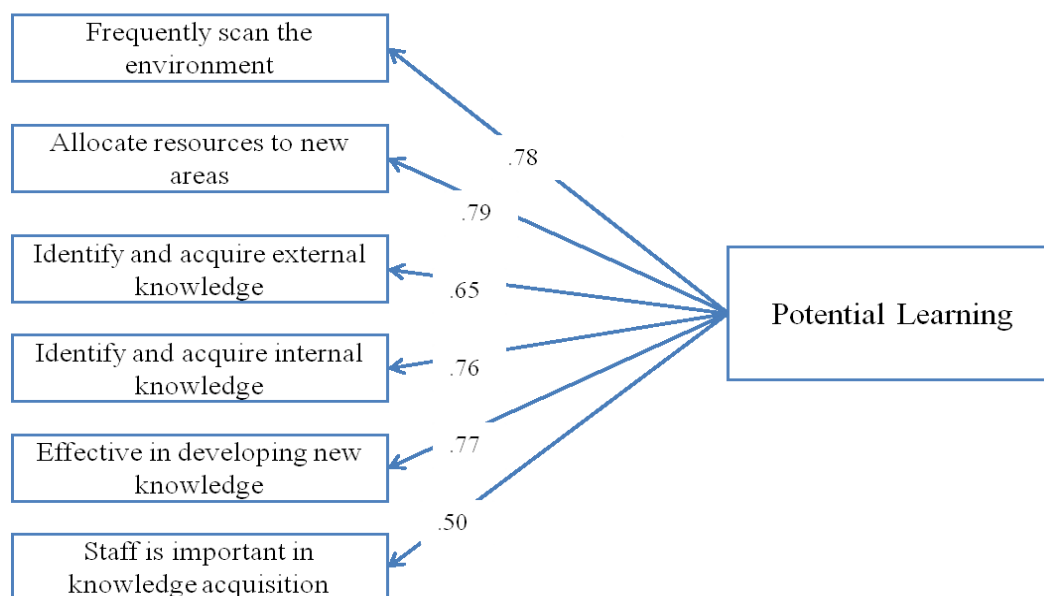 Frequently scan the
environment
Allocate resources to new
areas
Identify and acquire external
knowledge
Identify and acquire internal
knowledge
Effective in developing new
knowledge
Staff is important in
knowledge acquisition
.78
.79
.65
.76
.77
.50
Potential Learning